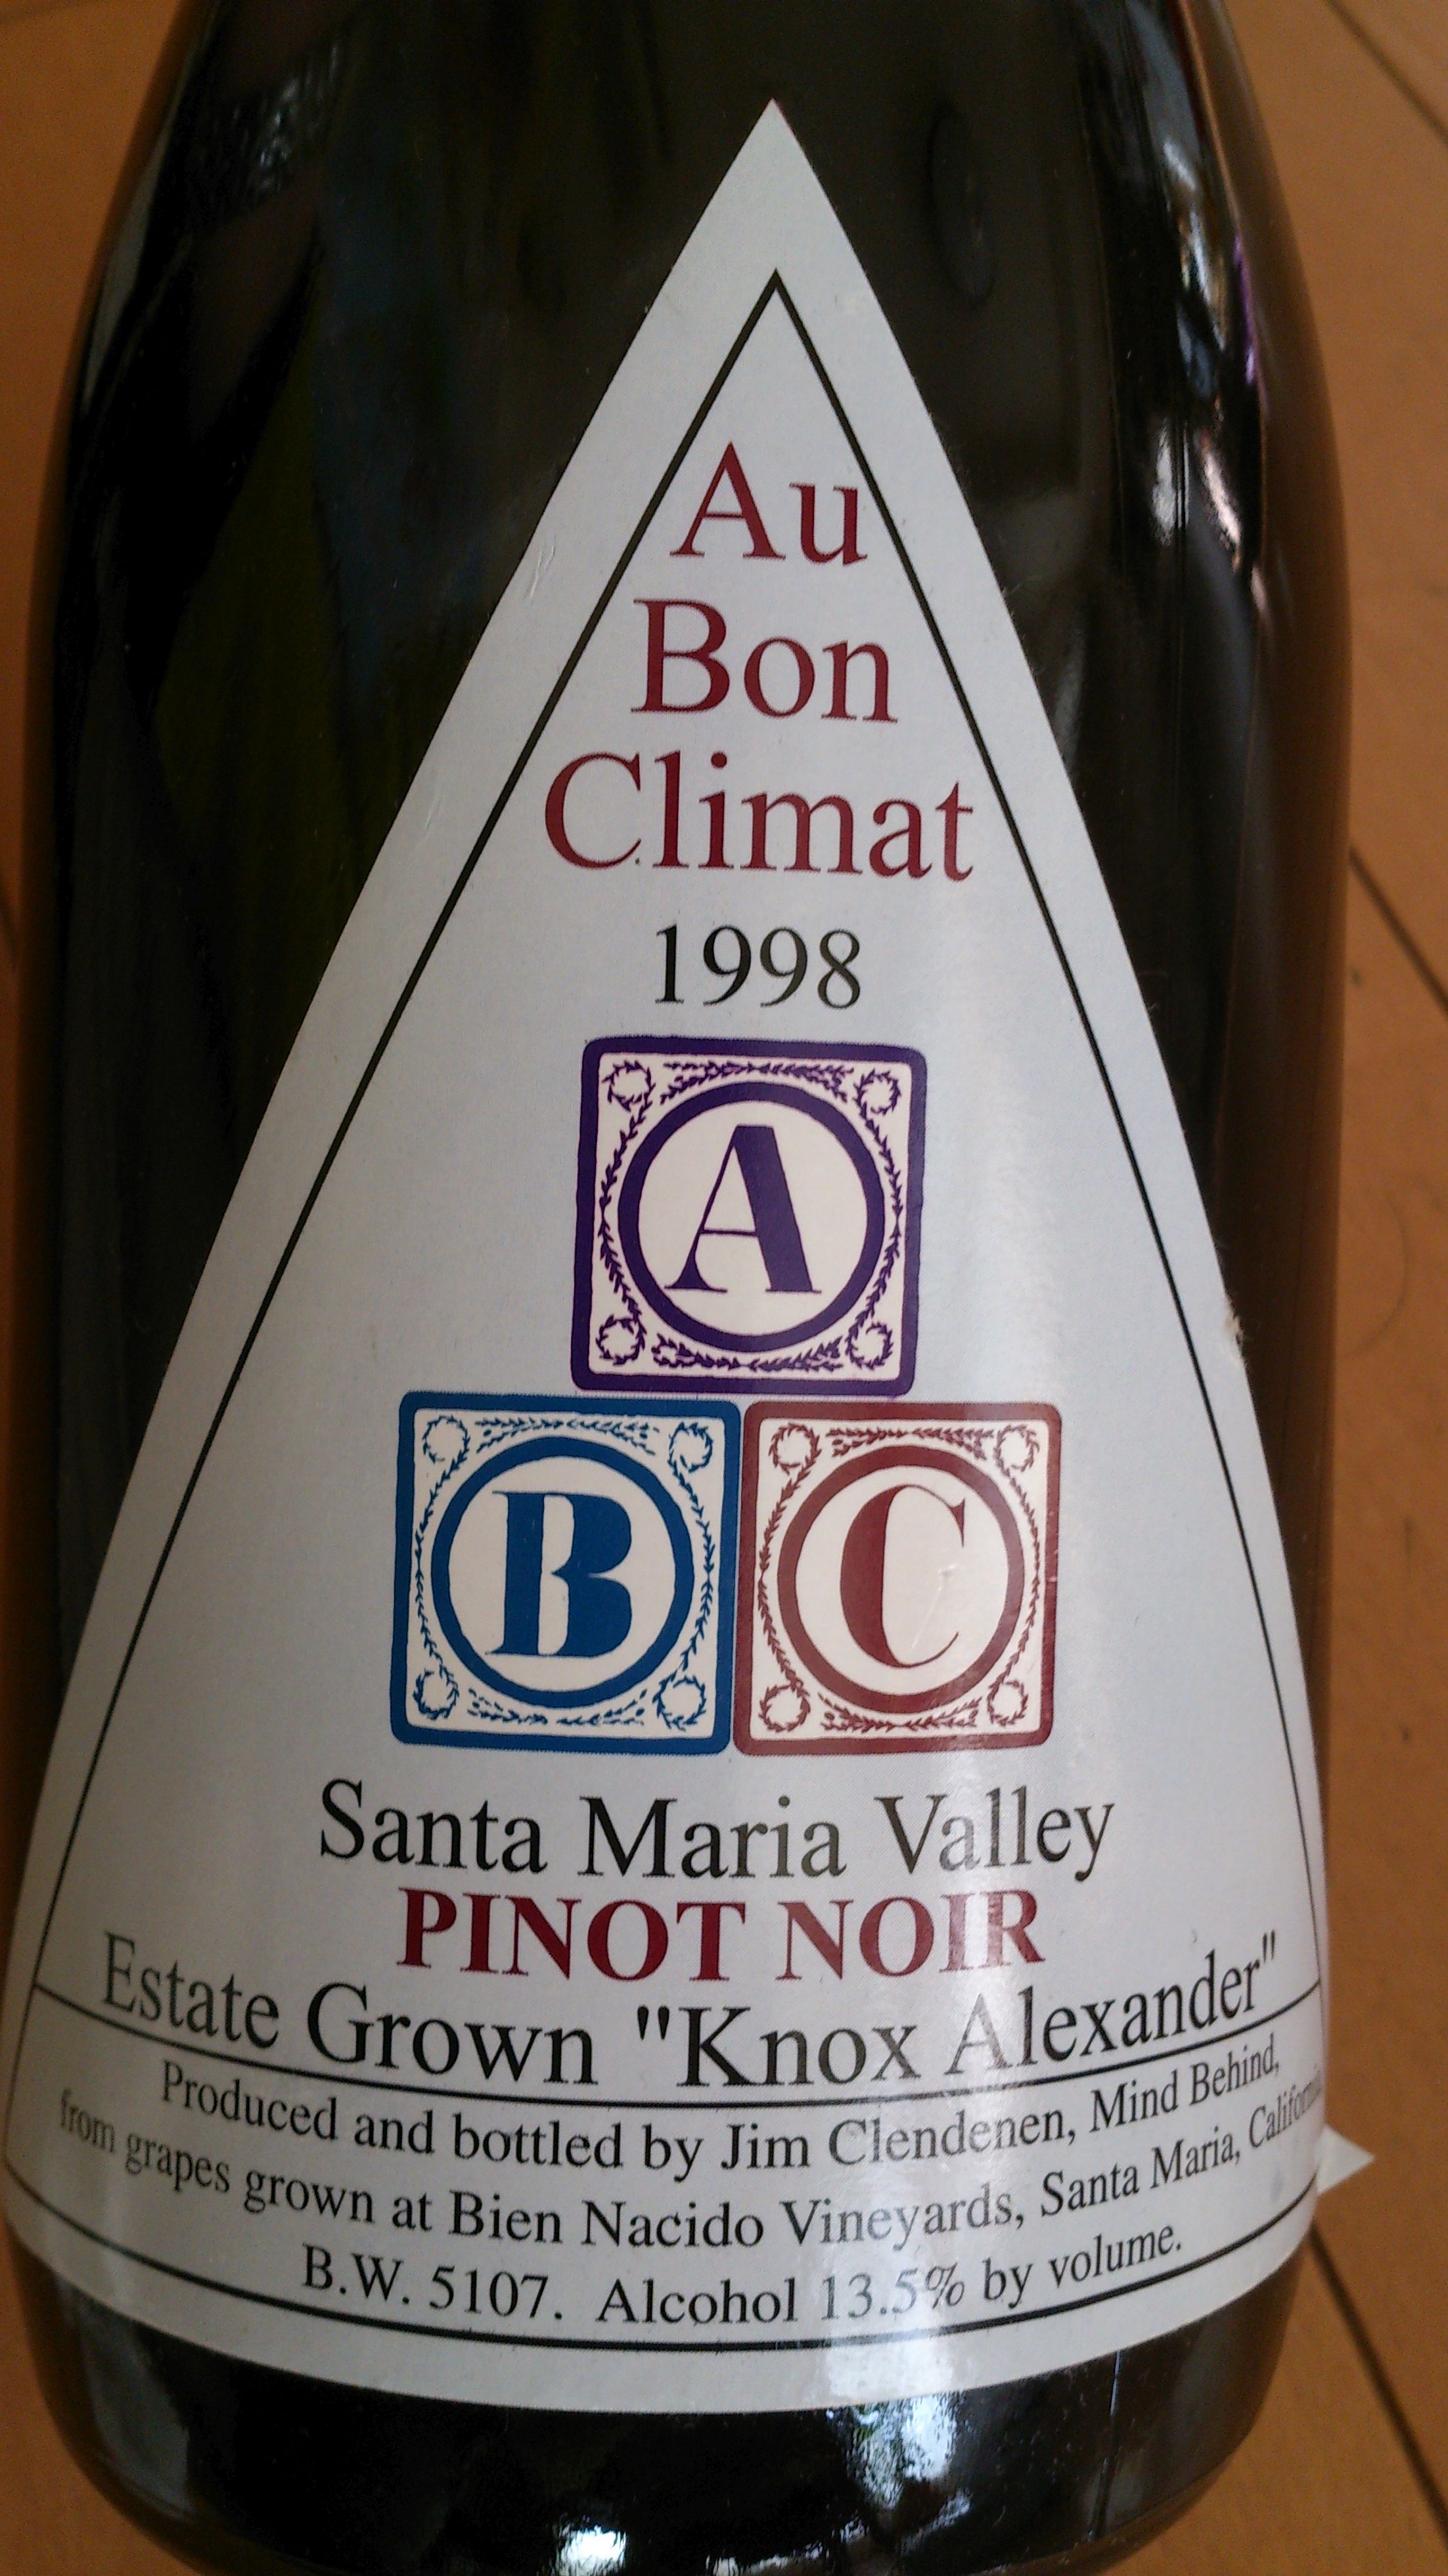 Au
Bon
Climat
1998
A
B C
Santa Maria Valley
PINOT NOIR
Estate Grown "Knox Alexander"
Produced and bottled by Jim Clendenen, Mind Behind,
from grapes grown at Bien Nacido Vineyards, Santa Maria, California
B.W. 5107. Alcohol 13.5% by volume.